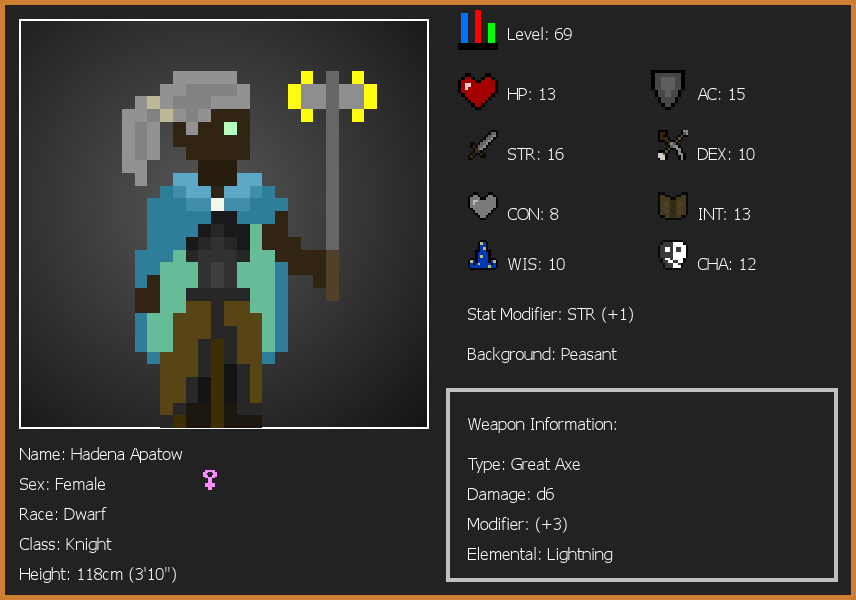 Level: 69
HP: 13
AC: 15
STR: 16
DEX: 10
CON: 8
INT: 13
WIS: 10
CHA: 12
Stat Modifier: STR (+1)
Background: Peasant
Weapon Information:
Type: Great Axe
Damage: d6
Modifier: (+3)
Elemental: Lightning
Name: Hadena Apatow
Sex: Female
Race: Dwarf
Class: Knight
Height: 118cm (3'10")